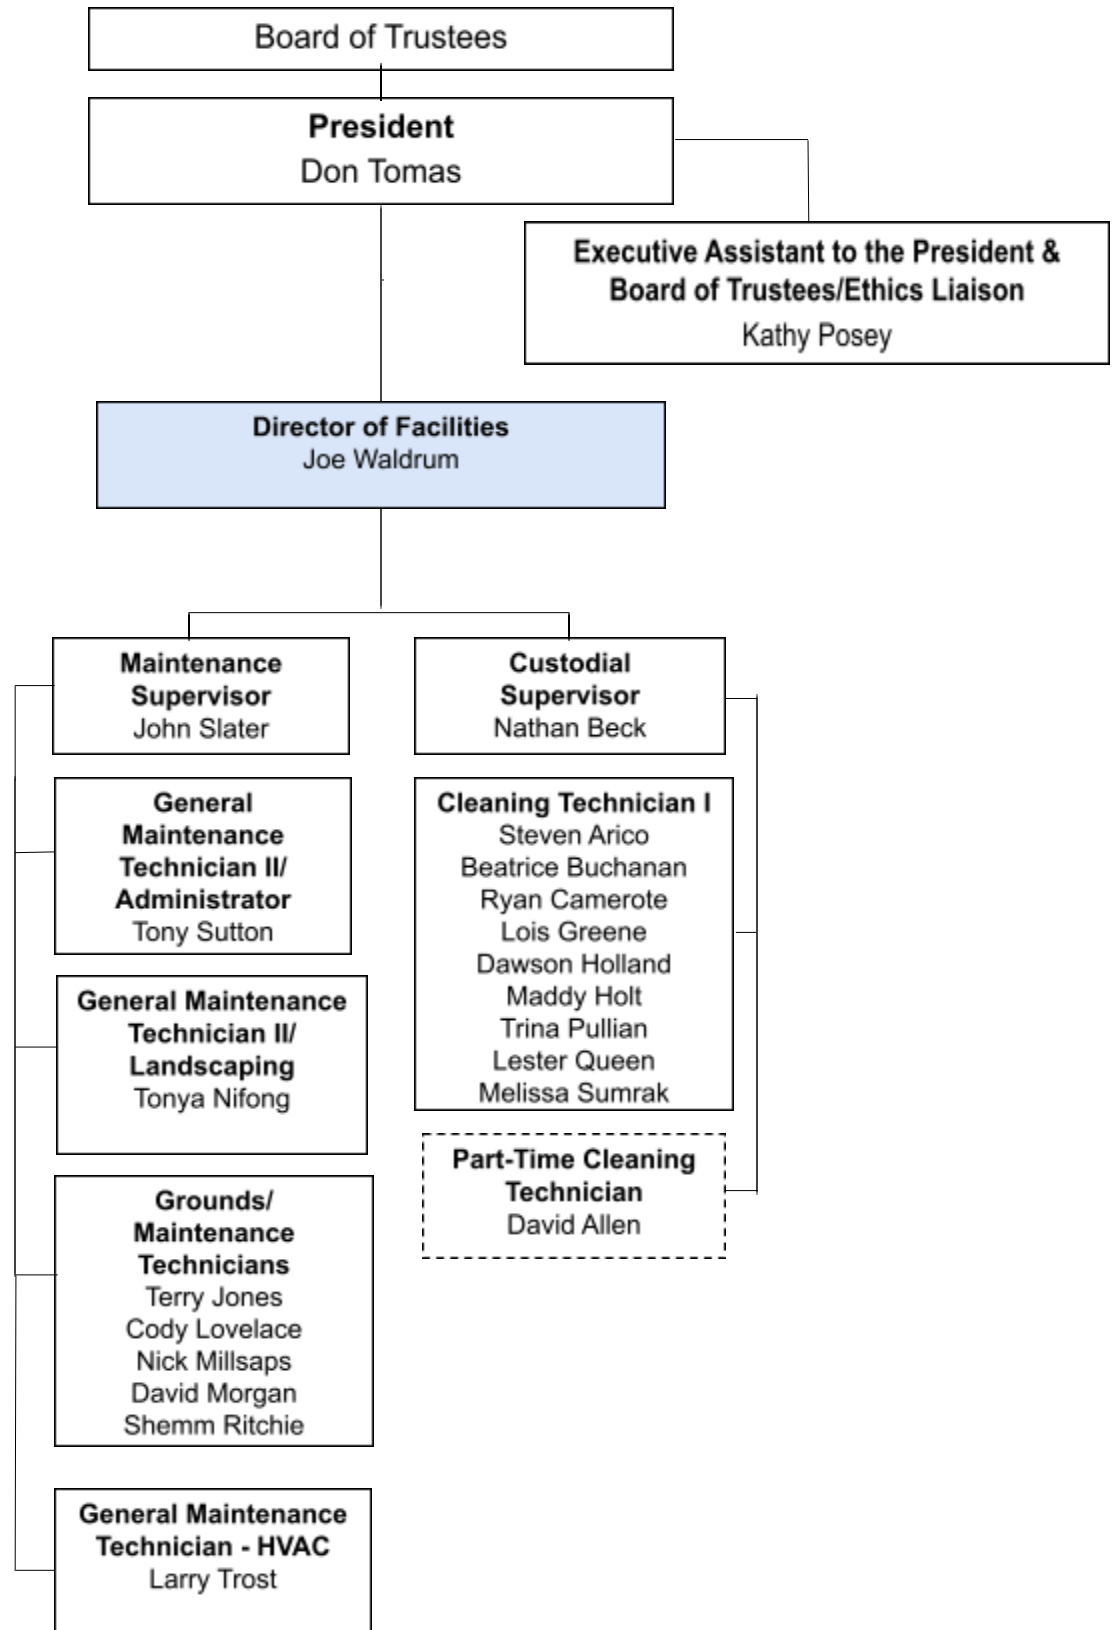 Board of Trustees
President
Don Tomas
Executive Assistant to the President &
Board of Trustees/Ethics Liaison
Kathy Posey
Director of Facilities
Joe Waldrum
Maintenance
Supervisor
John Slater
General
Maintenance
Technician II/
Administrator
Tony Sutton
General Maintenance
Technician II/
Landscaping
Tonya Nifong
Grounds/
Maintenance
Technicians
Terry Jones
Cody Lovelace
Nick Millsaps
David Morgan
Shemm Ritchie
General Maintenance
Technician - HVAC
Larry Trost
Custodial
Supervisor
Nathan Beck
Cleaning Technician I
Steven Arico
Beatrice Buchanan
Ryan Camerote
Lois Greene
Dawson Holland
Maddy Holt
Trina Pullian
Lester Queen
Melissa Sumrak
Part-Time Cleaning
Technician
David Allen